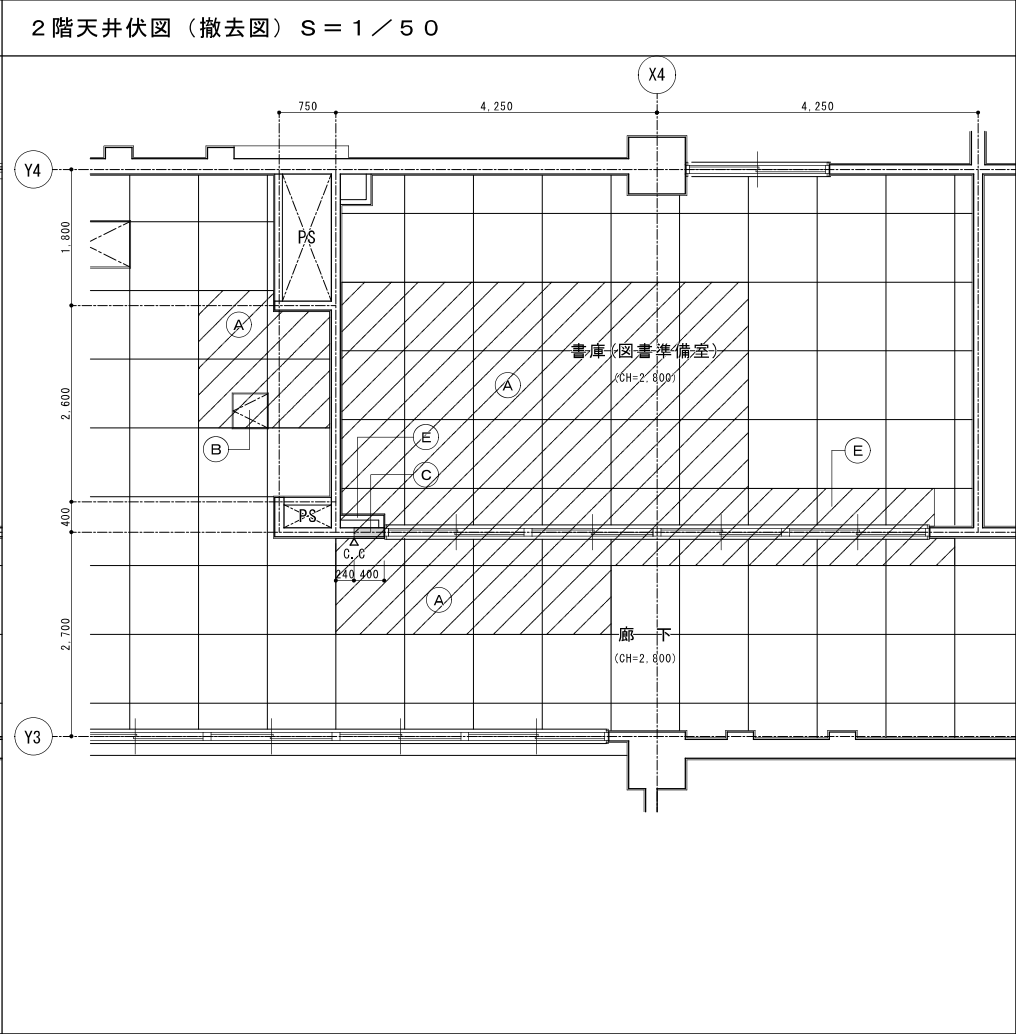 ２階天井伏図（撤去図）Ｓ＝１／５０
X4
750
4,250
4,250
Y4
1,800
PS
A
書庫(図書準備室)
(CH=2,800)
A
2,600
E
B
E
C
400
PS
C.C
240
400
A
2,700
廊　下
(CH=2,800)
Y3